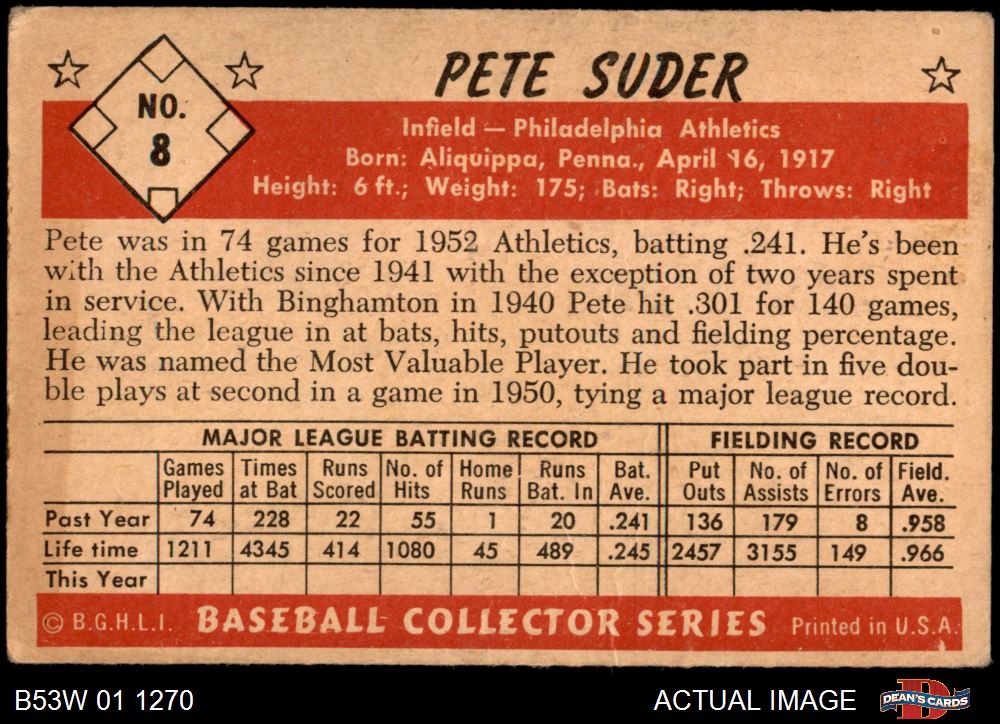 NO.
8
PETE SUDER
Infield — Philadelphia Athletics
Born: Aliquippa, Penna., April 16, 1917
Height: 6 ft.; Weight: 175; Bats: Right; Throws: Right
Pete was in 74 games for 1952 Athletics, batting .241. He's been
with the Athletics since 1941 with the exception of two years spent
in service. With Binghamton in 1940 Pete hit .301 for 140 games,
leading the league in at bats, hits, putouts and fielding percentage.
He was named the Most Valuable Player. He took part in five dou-
ble plays at second in a game in 1950, tying a major league record.
MAJOR LEAGUE BATTING RECORD FIELDING RECORD
Games Times Runs No. of Home Runs Bat. Put No. of No. of Field.
Played at Bat Scored Hits Runs Bat. In Ave. Outs Assists Errors Ave.
Past Year 74 228 22 55 1 20 .241 136 179 8 .958
Life time 1211 4345 414 1080 45 489 .245 2457 3155 149 .966
This Year
© B.G.H.L.I. BASEBALL COLLECTOR SERIES Printed in U.S.A.
B53W 01 1270 ACTUAL IMAGE D DEAN'S CARDS